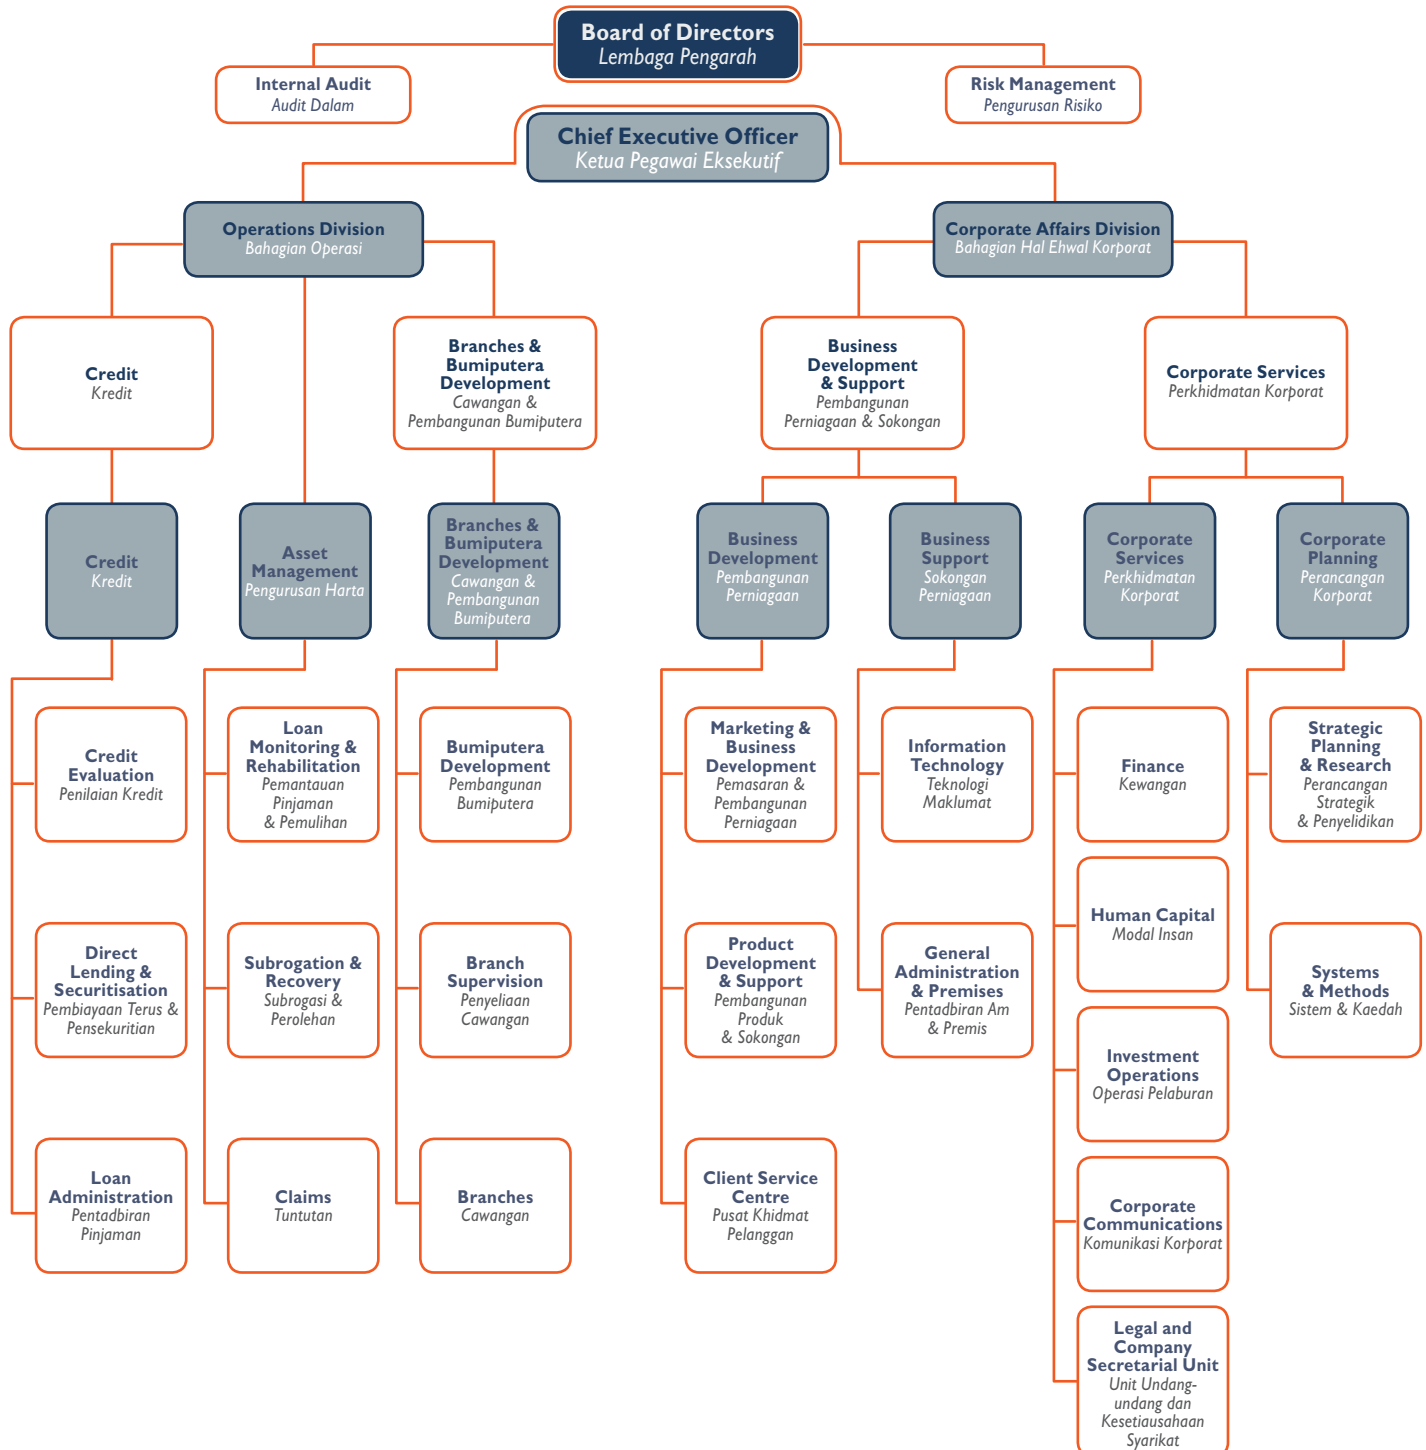 Board of Directors
Lembaga Pengarah
Internal Audit
Audit Dalam
Risk Management
Pengurusan Risiko
Chief Executive Officer
Ketua Pegawai Eksekutif
Operations Division
Bahagian Operasi
Corporate Affairs Division
Bahagian Hal Ehwal Korporat
Credit
Kredit
Branches &
Bumiputera
Development
Cawangan &
Pembangunan Bumiputera
Business
Development
& Support
Pembangunan
Perniagaan & Sokongan
Corporate Services
Perkhidmatan Korporat
Credit
Kredit
Asset
Management
Pengurusan Harta
Branches &
Bumiputera
Development
Cawangan &
Pembangunan
Bumiputera
Business
Development
Pembangunan
Perniagaan
Business
Support
Sokongan
Perniagaan
Corporate
Services
Perkhidmatan
Korporat
Corporate
Planning
Perancangan
Korporat
Credit
Evaluation
Penilaian Kredit
Loan
Monitoring &
Rehabilitation
Pemantauan
Pinjaman
& Pemulihan
Bumiputera
Development
Pembangunan
Bumiputera
Marketing &
Business
Development
Pemasaran &
Pembangunan
Perniagaan
Information
Technology
Teknologi
Maklumat
Finance
Kewangan
Strategic
Planning
& Research
Perancangan
Strategik
& Penyelidikan
Human Capital
Modal Insan
Direct
Lending &
Securitisation
Pembiayaan Terus &
Pensekuritian
Subrogation &
Recovery
Subrogasi &
Perolehan
Branch
Supervision
Penyeliaan
Cawangan
Product
Development
& Support
Pembangunan
Produk
& Sokongan
General
Administration
& Premises
Pentadbiran Am
& Premis
Systems
& Methods
Sistem & Kaedah
Investment
Operations
Operasi Pelaburan
Loan
Administration
Pentadbiran
Pinjaman
Claims
Tuntutan
Branches
Cawangan
Client Service
Centre
Pusat Khidmat
Pelanggan
Corporate
Communications
Komunikasi Korporat
Legal and
Company
Secretarial Unit
Unit Undang-
undang dan
Kesetiausahaan
Syarikat